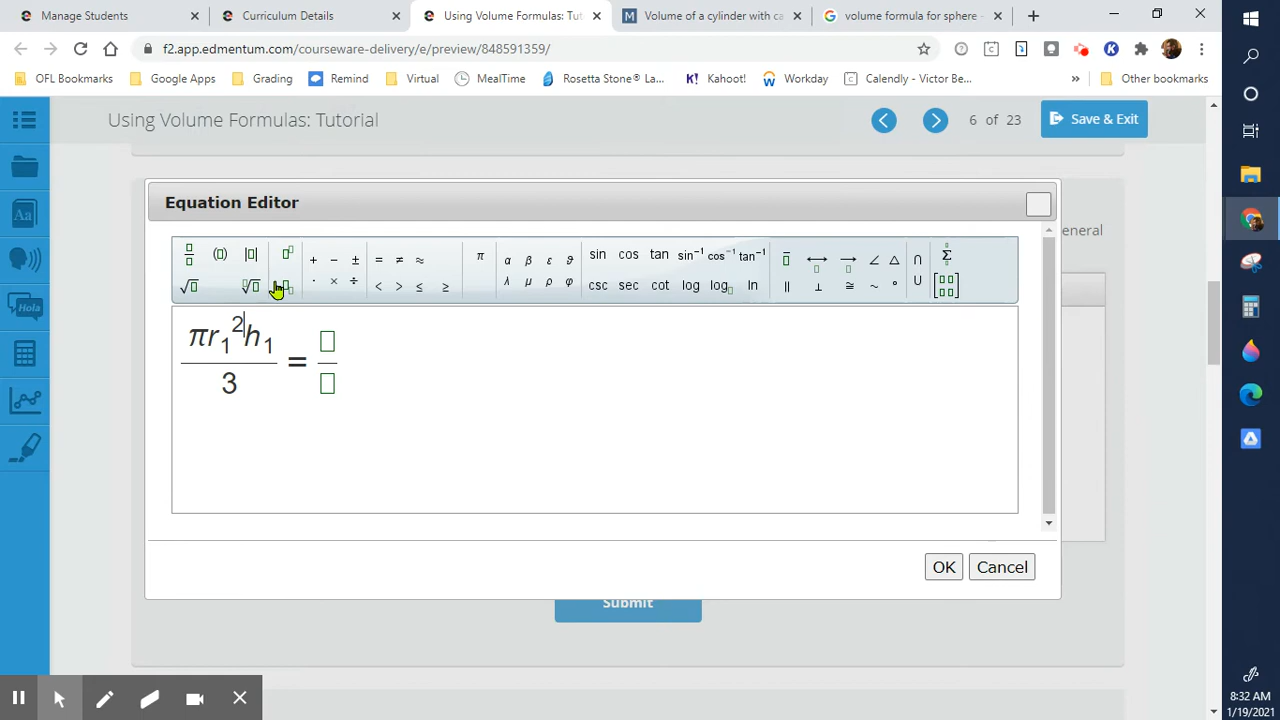 Manage Students
Curriculum Details
Using Volume Formulas: Tut
Volume of a cylinder with ca
volume formula for sphere -
f2.app.edmentum.com/courseware-delivery/e/preview/848591359/
OFL Bookmarks
Google Apps
Grading
Remind
Virtual
MealTime
Rosetta Stone® La...
Kahoot!
Workday
Calendly - Victor Be...
»
Other bookmarks
Using Volume Formulas: Tutorial
6 of 23
Save & Exit
Equation Editor
+ − ± = ≠ ≈ π α β ε ϑ sin cos tan sin⁻¹ cos⁻¹ tan⁻¹ ∠ △ ∩ Σ
· × ÷ < > ≤ ≥ λ μ ρ φ csc sec cot log log ln ∥ ⊥ ≅ ~ ° ∪
πr₁²h₁
=
3
eneral
OK
Cancel
Submit
Aa
Hola
8:32 AM
1/19/2021